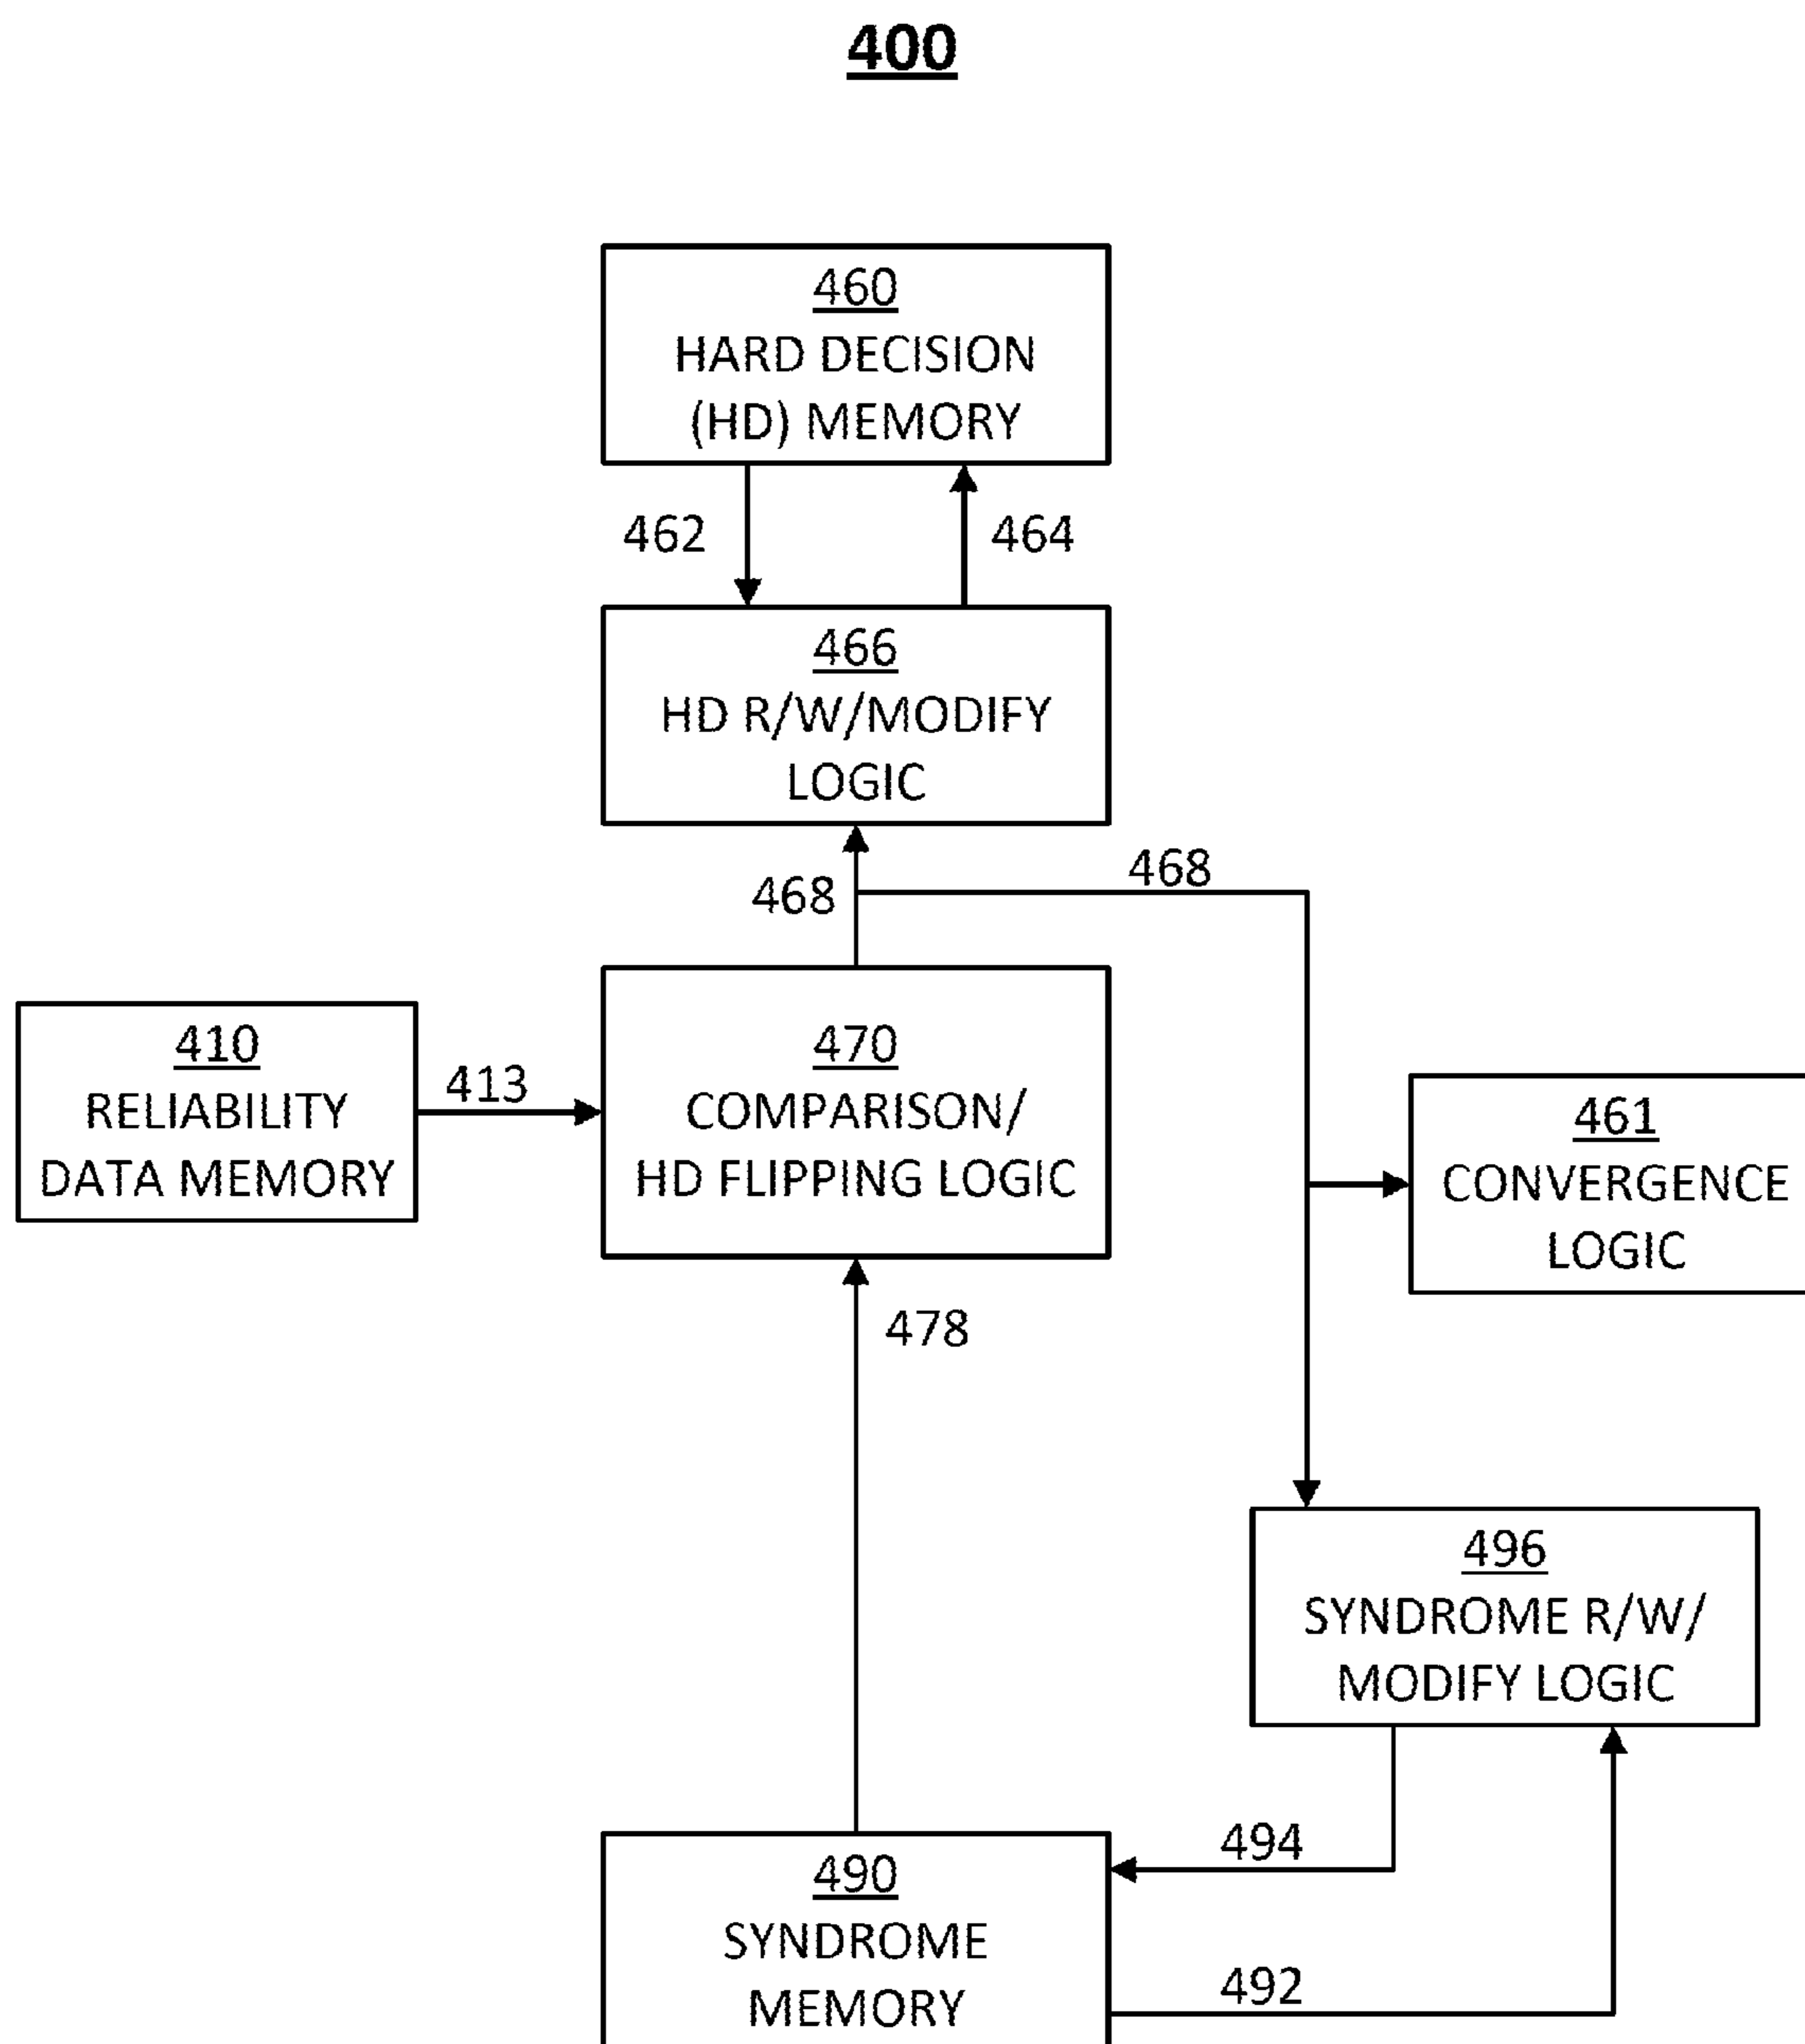 400
460
HARD DECISION
(HD) MEMORY
462
464
466
HD R/W/MODIFY
LOGIC
468
468
410
RELIABILITY
DATA MEMORY
413
470
COMPARISON/
HD FLIPPING LOGIC
461
CONVERGENCE
LOGIC
478
496
SYNDROME R/W/
MODIFY LOGIC
494
490
SYNDROME
MEMORY
492